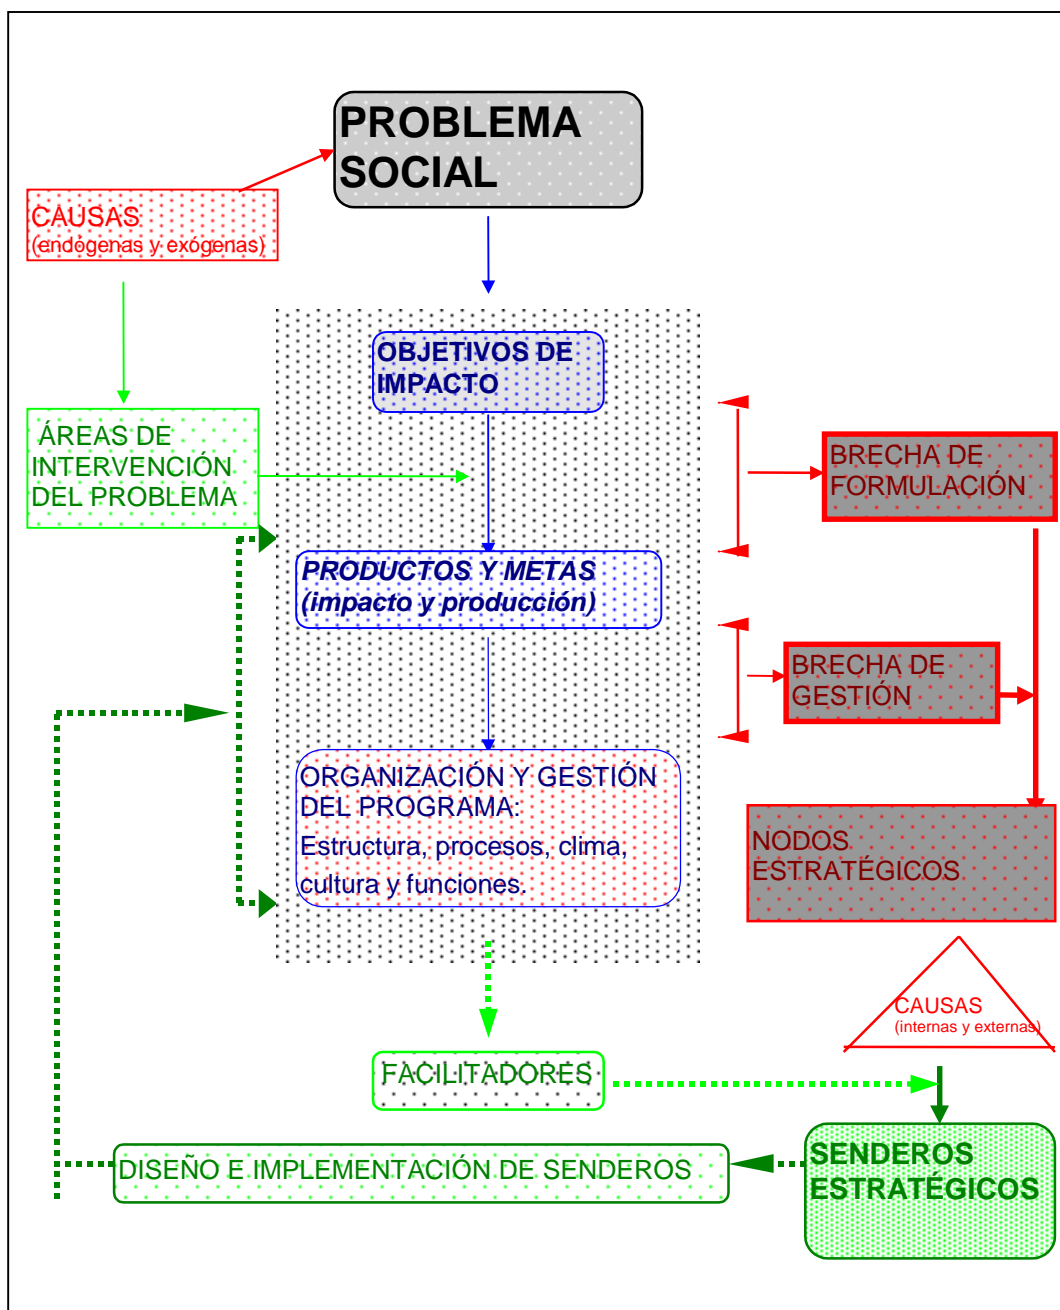 PROBLEMA
SOCIAL
CAUSAS
(endógenas y exógenas)
OBJETIVOS DE
IMPACTO
ÁREAS DE
INTERVENCIÓN
DEL PROBLEMA
BRECHA DE
FORMULACIÓN
PRODUCTOS Y METAS
(impacto y producción)
BRECHA DE
GESTIÓN
ORGANIZACIÓN Y GESTIÓN
DEL PROGRAMA:
Estructura, procesos, clima,
cultura y funciones.
NODOS
ESTRATÉGICOS
CAUSAS
(internas y externas)
FACILITADORES
SENDEROS
ESTRATÉGICOS
DISEÑO E IMPLEMENTACIÓN DE SENDEROS